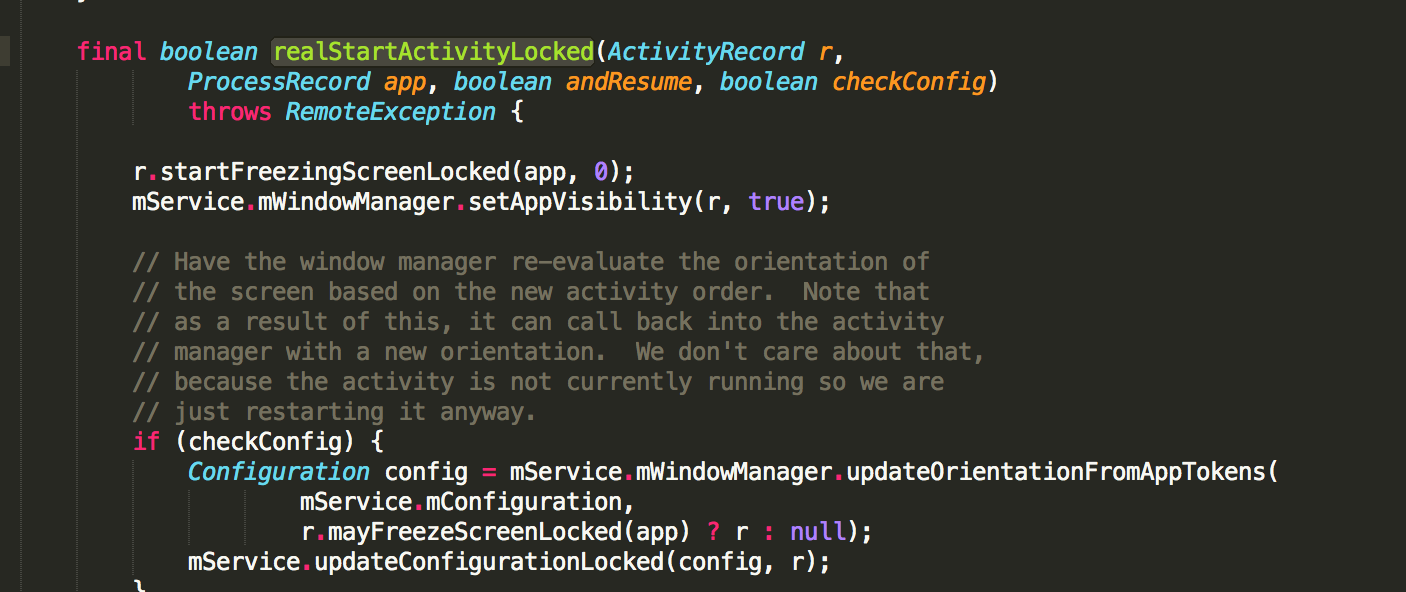 final boolean realStartActivityLocked(ActivityRecord r,
ProcessRecord app, boolean andResume, boolean checkConfig)
throws RemoteException {
r.startFreezingScreenLocked(app, 0);
mService.mWindowManager.setAppVisibility(r, true);
// Have the window manager re-evaluate the orientation of
// the screen based on the new activity order.  Note that
// as a result of this, it can call back into the activity
// manager with a new orientation.  We don't care about that,
// because the activity is not currently running so we are
// just restarting it anyway.
if (checkConfig) {
Configuration config = mService.mWindowManager.updateOrientationFromAppTokens(
mService.mConfiguration,
r.mayFreezeScreenLocked(app) ? r : null);
mService.updateConfigurationLocked(config, r);
}